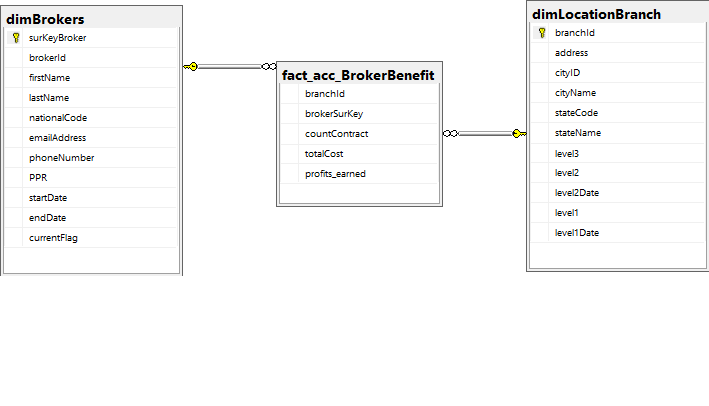 dimBrokers
surKeyBroker
brokerId
firstName
lastName
nationalCode
emailAddress
phoneNumber
PPR
startDate
endDate
currentFlag
fact_acc_BrokerBenefit
branchId
brokerSurKey
countContract
totalCost
profits_earned
dimLocationBranch
branchId
address
cityID
cityName
stateCode
stateName
level3
level2
level2Date
level1
level1Date